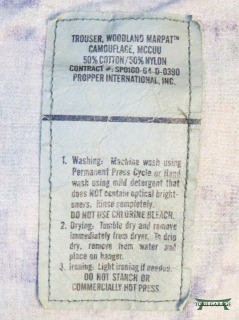 TROUSER, WOODLAND MARPAT™
CAMOUFLAGE, MCCUU
50% COTTON/50% NYLON
CONTRACT #: SP0100-04-D-0390
PROPPER INTERNATIONAL, INC.
1. Washing: Machine wash using
Permanent Press Cycle or Hand
wash using mild detergent that
does NOT contain optical bright-
eners. Rinse completely.
DO NOT USE CHLORINE BLEACH.
2. Drying: Tumble dry and remove
immediately from dryer. To drip
dry, remove from water and
place on hanger.
3. Ironing: Light ironing if needed.
DO NOT STARCH OR
COMMERCIALLY HOT PRESS.